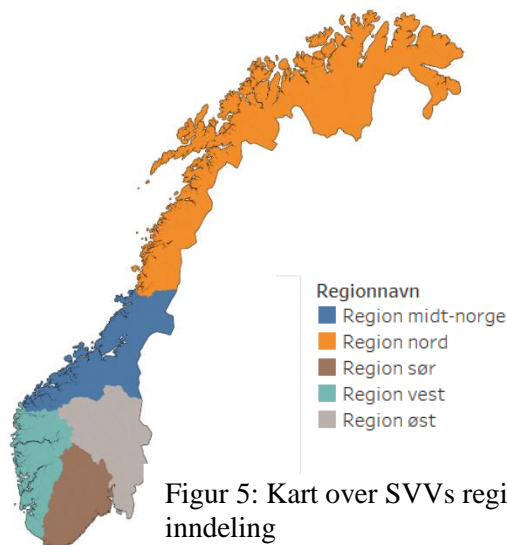 Regionnavn
Region midt-norge
Region nord
Region sør
Region vest
Region øst
Figur 5: Kart over SVVs regi
inndeling